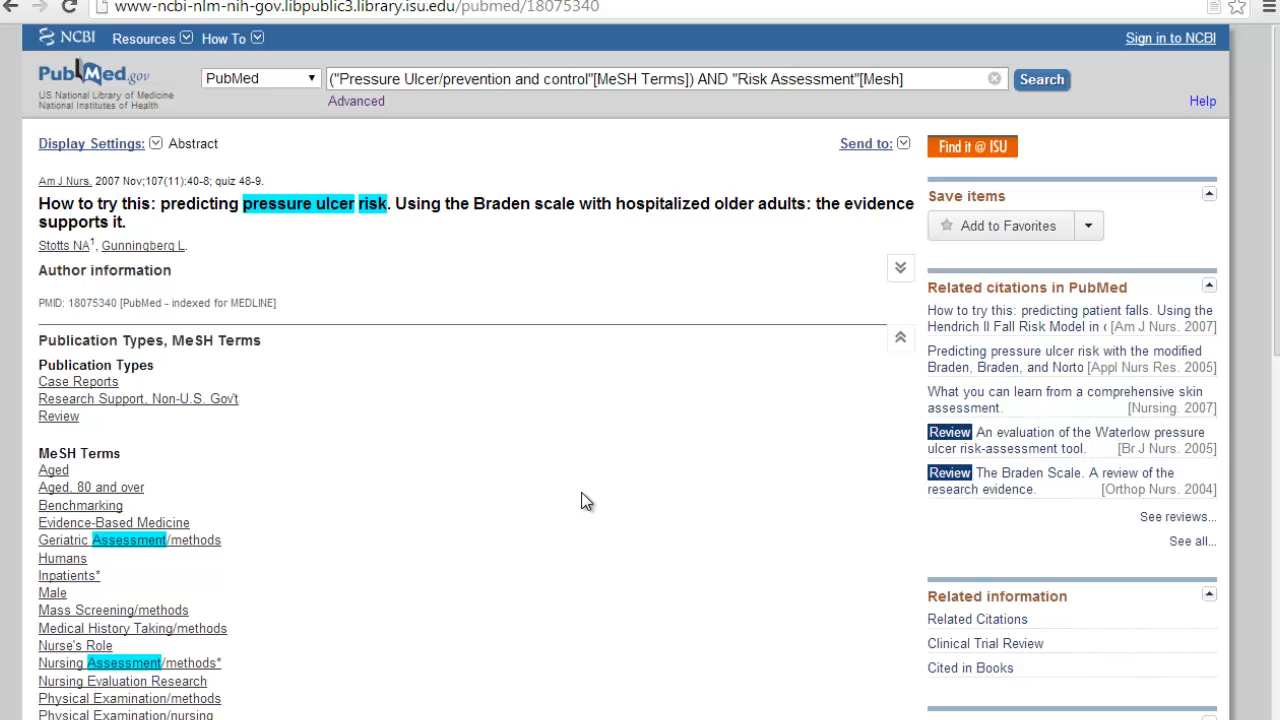 www-ncbi-nlm-nih-gov.libpublic3.library.isu.edu/pubmed/18075340
NCBI Resources How To Sign in to NCBI
PubMed.gov
US National Library of Medicine
National Institutes of Health
PubMed
("Pressure Ulcer/prevention and control"[MeSH Terms]) AND "Risk Assessment"[Mesh]
Search
Advanced
Help
Display Settings: Abstract
Send to:
Am J Nurs. 2007 Nov;107(11):40-8; quiz 48-9.
How to try this: predicting pressure ulcer risk. Using the Braden scale with hospitalized older adults: the evidence
supports it.
Stotts NA1, Gunningberg L.
Author information
PMID: 18075340 [PubMed - indexed for MEDLINE]
Publication Types, MeSH Terms
Publication Types
Case Reports
Research Support, Non-U.S. Gov't
Review
MeSH Terms
Aged
Aged, 80 and over
Benchmarking
Evidence-Based Medicine
Geriatric Assessment/methods
Humans
Inpatients*
Male
Mass Screening/methods
Medical History Taking/methods
Nurse's Role
Nursing Assessment/methods*
Nursing Evaluation Research
Physical Examination/methods
Physical Examination/nursing
Find it @ ISU
Save items
Add to Favorites
Related citations in PubMed
How to try this: predicting patient falls. Using the
Hendrich II Fall Risk Model in [Am J Nurs. 2007]
Predicting pressure ulcer risk with the modified
Braden, Braden, and Norto [Appl Nurs Res. 2005]
What you can learn from a comprehensive skin
assessment. [Nursing. 2007]
Review An evaluation of the Waterlow pressure
ulcer risk-assessment tool. [Br J Nurs. 2005]
Review The Braden Scale. A review of the
research evidence. [Orthop Nurs. 2004]
See reviews...
See all...
Related information
Related Citations
Clinical Trial Review
Cited in Books